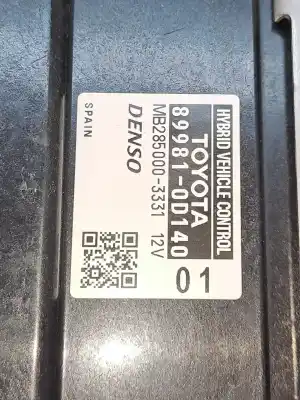 HYBRID VEHICLE CONTROL
TOYOTA
89981-0D140
01
MB285000-3331 12V
DENSO
SPAIN